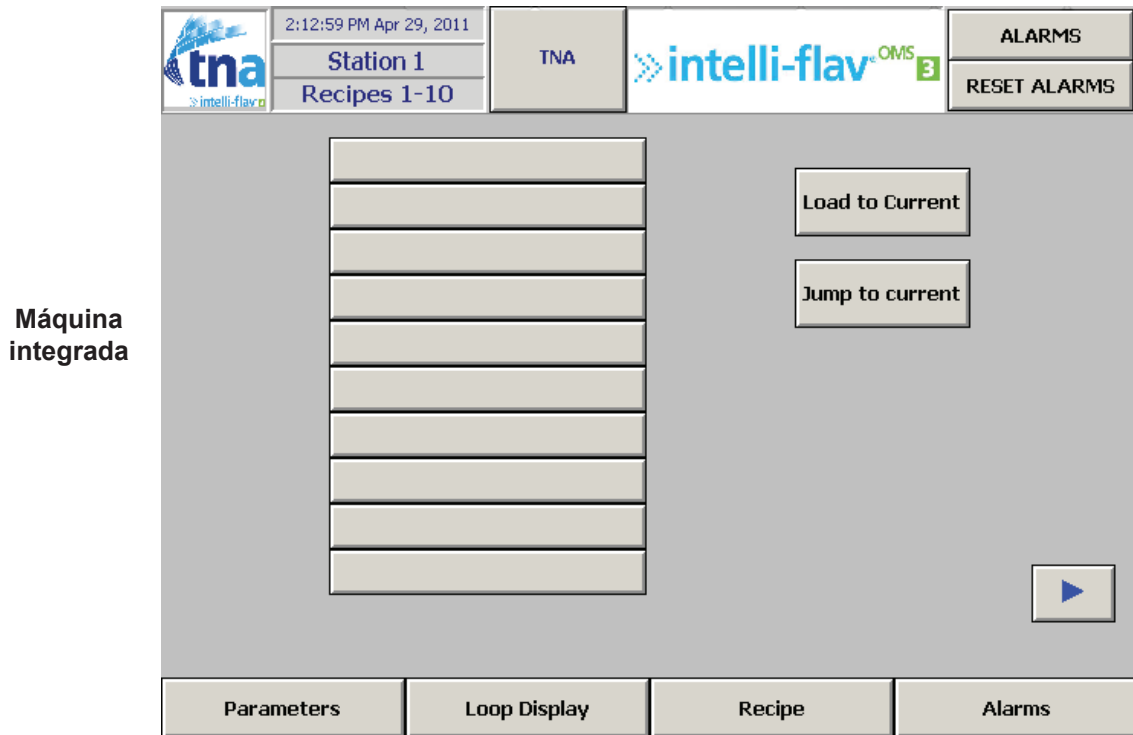 tna
intelli-flav
2:12:59 PM Apr 29, 2011
Station 1
Recipes 1-10
TNA
intelli-flav OMS 3
ALARMS
RESET ALARMS
Load to Current
Jump to current
Máquina
integrada
Parameters
Loop Display
Recipe
Alarms